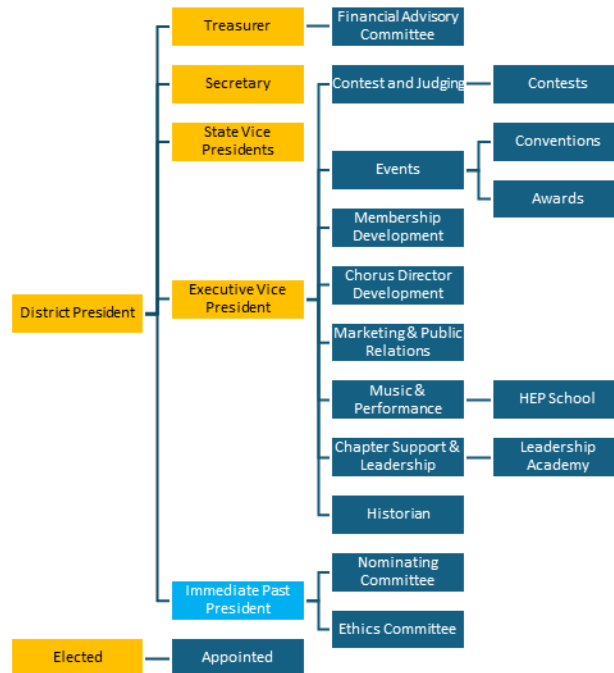 Treasurer
Financial Advisory
Committee
Secretary
Contest and Judging
Contests
State Vice
Presidents
Events
Conventions
Awards
Membership
Development
Chorus Director
Development
District President
Executive Vice
President
Marketing & Public
Relations
Music &
Performance
HEP School
Chapter Support &
Leadership
Leadership
Academy
Historian
Immediate Past
President
Nominating
Committee
Ethics Committee
Elected
Appointed